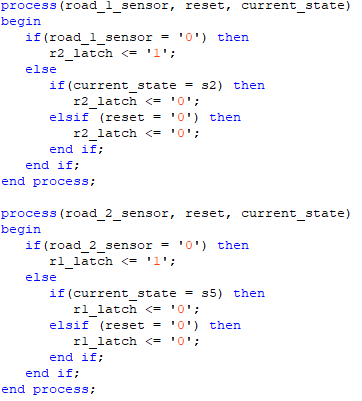 process(road_1_sensor, reset, current_state)
begin
   if(road_1_sensor = '0') then
      r2_latch <= '1';
   else
      if(current_state = s2) then
         r2_latch <= '0';
      elsif (reset = '0') then
         r2_latch <= '0';
      end if;
   end if;
end process;

process(road_2_sensor, reset, current_state)
begin
   if(road_2_sensor = '0') then
      r1_latch <= '1';
   else
      if(current_state = s5) then
         r1_latch <= '0';
      elsif (reset = '0') then
         r1_latch <= '0';
      end if;
   end if;
end process;